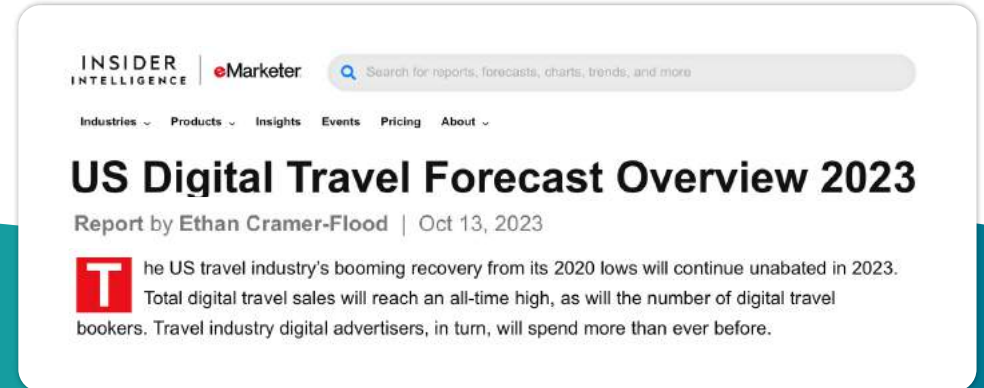 INSIDER
INTELLIGENCE
eMarketer
Search for reports, forecasts, charts, trends, and more
Industries Products Insights Events Pricing About
US Digital Travel Forecast Overview 2023
Report by Ethan Cramer-Flood | Oct 13, 2023
The US travel industry's booming recovery from its 2020 lows will continue unabated in 2023.
Total digital travel sales will reach an all-time high, as will the number of digital travel
bookers. Travel industry digital advertisers, in turn, will spend more than ever before.